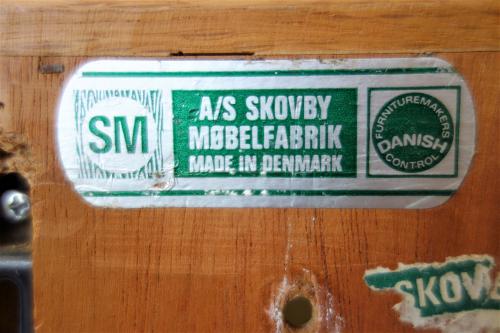 SM
A/S SKOVBY
MØBELFABRIK
MADE IN DENMARK
FURNITUREMAKERS
DANISH
CONTROL
SKOV